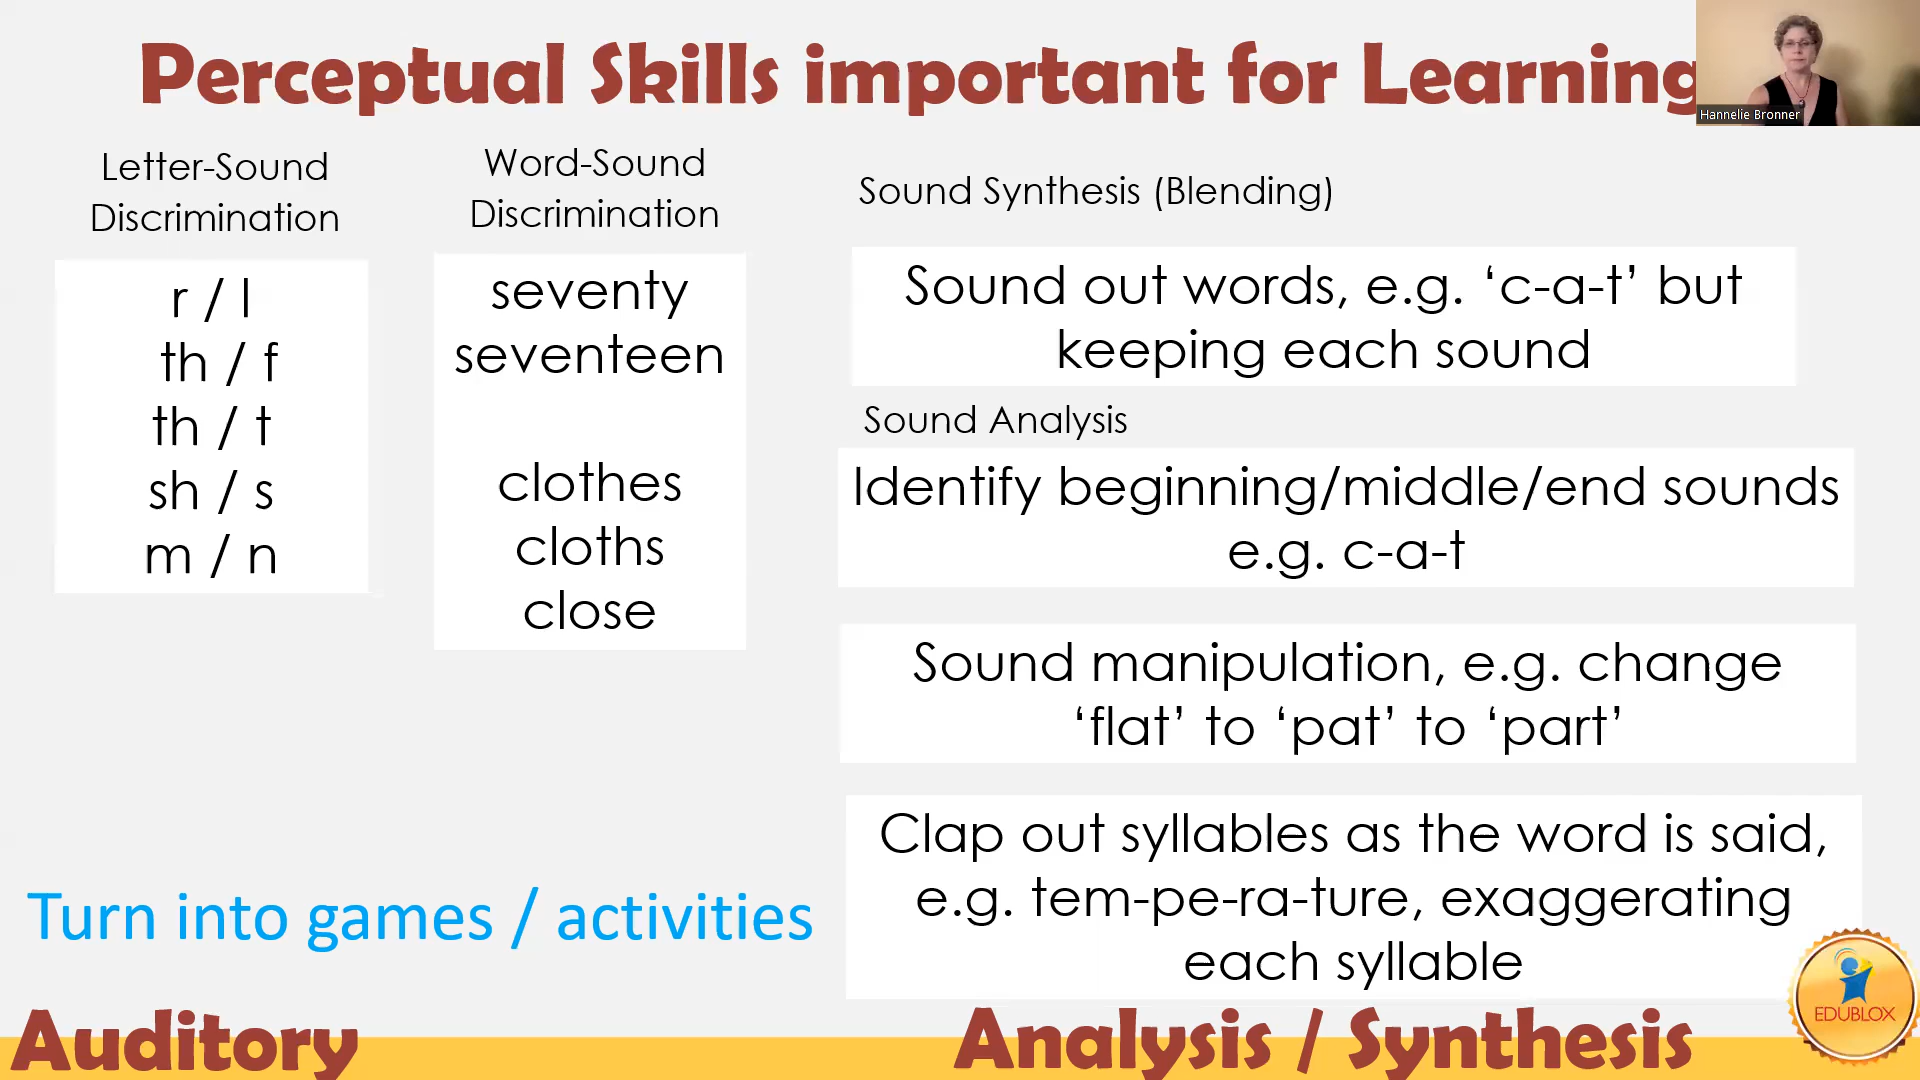 Perceptual Skills important for Learning
Hannelie Bronner
Letter-Sound
Discrimination
r / l
th / f
th / t
sh / s
m / n
Word-Sound
Discrimination
seventy
seventeen
clothes
cloths
close
Sound Synthesis (Blending)
Sound out words, e.g. ‘c-a-t’ but
keeping each sound
Sound Analysis
Identify beginning/middle/end sounds
e.g. c-a-t
Sound manipulation, e.g. change
‘flat’ to ‘pat’ to ‘part’
Clap out syllables as the word is said,
e.g. tem-pe-ra-ture, exaggerating
each syllable
Turn into games / activities
EDUBLOX
Auditory
Analysis / Synthesis